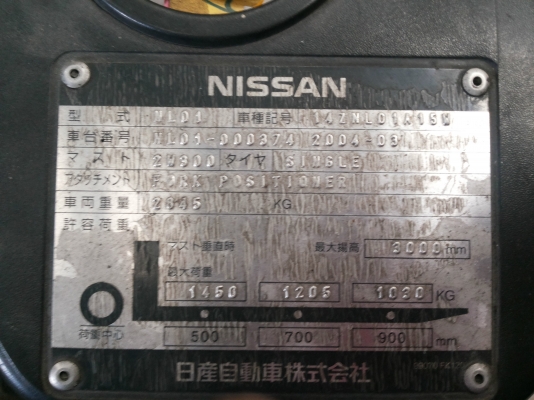 NISSAN
型式 NL01 車種記号 14ZNL01A15W
車台番号 NL01-000374 2004-09
マスト 2W300 タイヤ SINGLE
アタッチメント FORK POSITIONER
車両重量 KG
許容荷重
マスト垂直時 最大揚高 3000 mm
最大荷重
1450 1205 1030 KG
荷重中心 500 700 900 mm
日産自動車株式会社